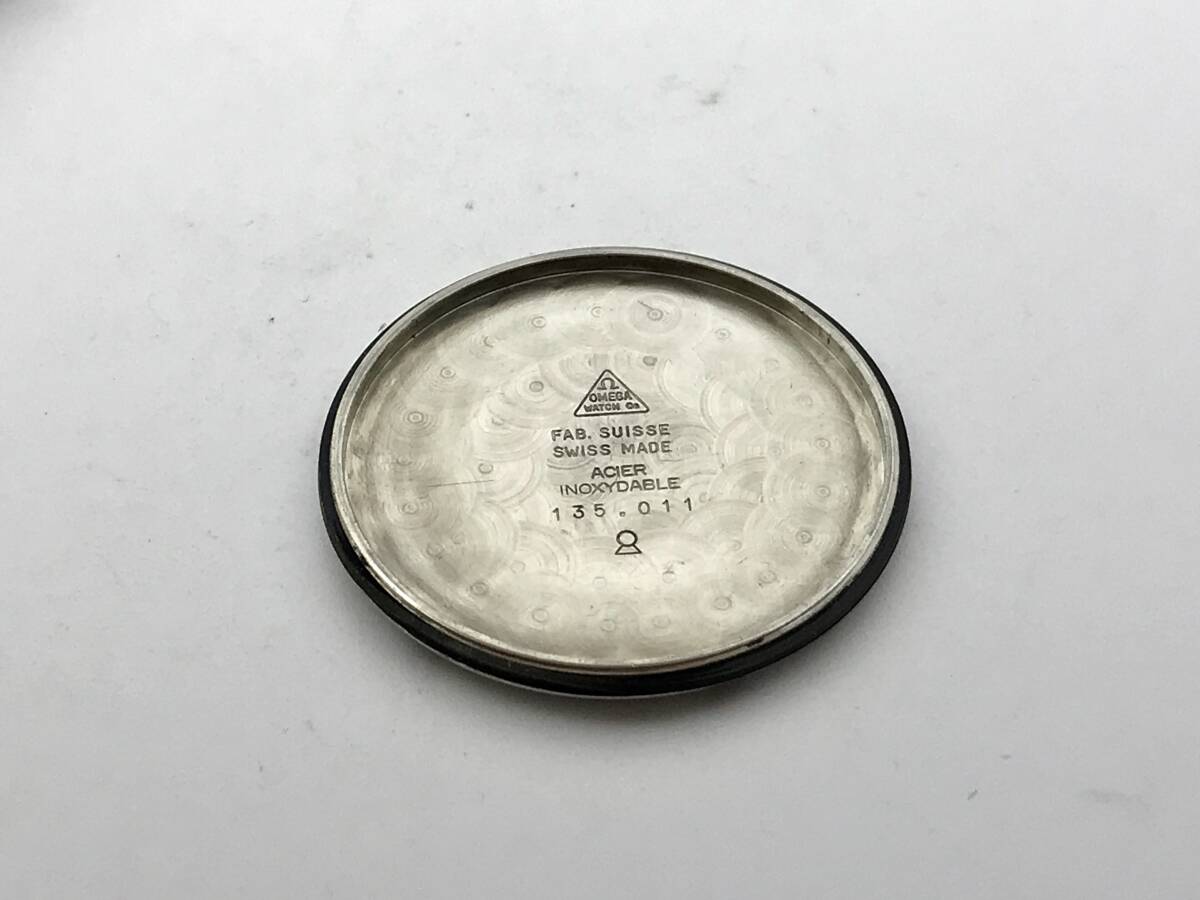 Ω
OMEGA
WATCH Co
FAB. SUISSE
SWISS MADE
ACIER
INOXYDABLE
135.011